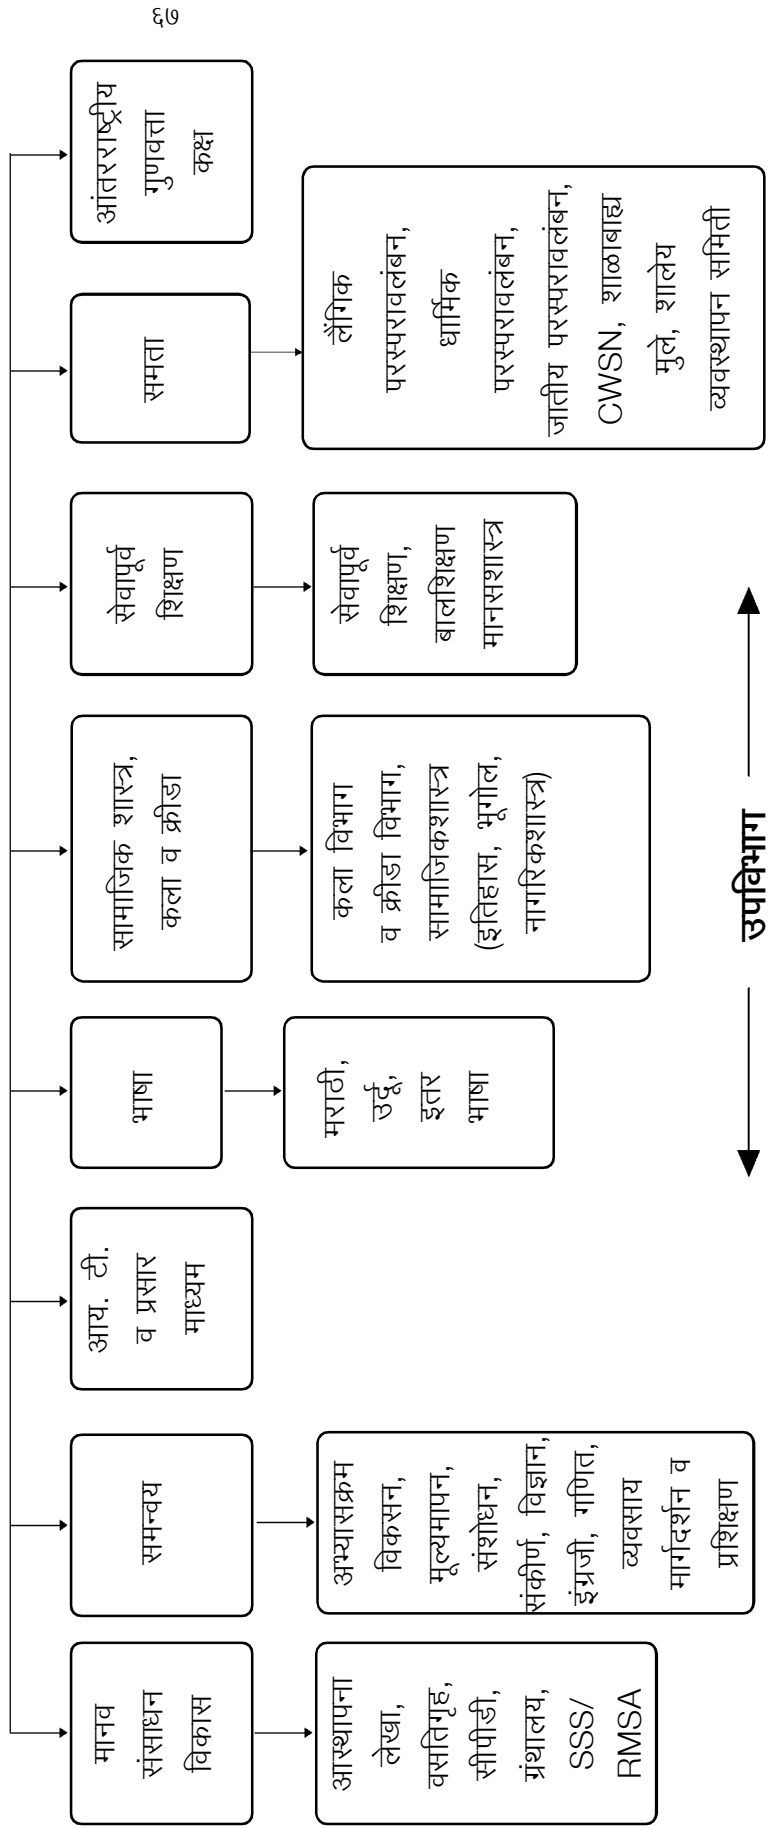 मानव
संसाधन
विकास
समन्वय
आय. टी.
व प्रसार
माध्यम
भाषा
सामाजिक शास्त्र,
कला व क्रीडा
सेवापूर्व
शिक्षण
समता
आंतरराष्ट्रीय
गुणवत्ता
कक्ष
आस्थापना
लेखा,
वसतिगृह,
सीपीडी,
ग्रंथालय,
SSS/
RMSA
अभ्यासक्रम
विकसन,
मूल्यमापन,
संशोधन,
संकीर्ण, विज्ञान,
इंग्रजी, गणित,
व्यवसाय
मार्गदर्शन व
प्रशिक्षण
मराठी,
उर्दू,
इतर
भाषा
कला विभाग
व क्रीडा विभाग,
सामाजिकशास्त्र
(इतिहास, भूगोल,
नागरिकशास्त्र)
सेवापूर्व
शिक्षण,
बालशिक्षण
मानसशास्त्र
लैंगिक
परस्परावलंबन,
धार्मिक
परस्परावलंबन,
जातीय परस्परावलंबन,
CWSN, शाळाबाह्य
मुले, शालेय
व्यवस्थापन समिती
उपविभाग
६७